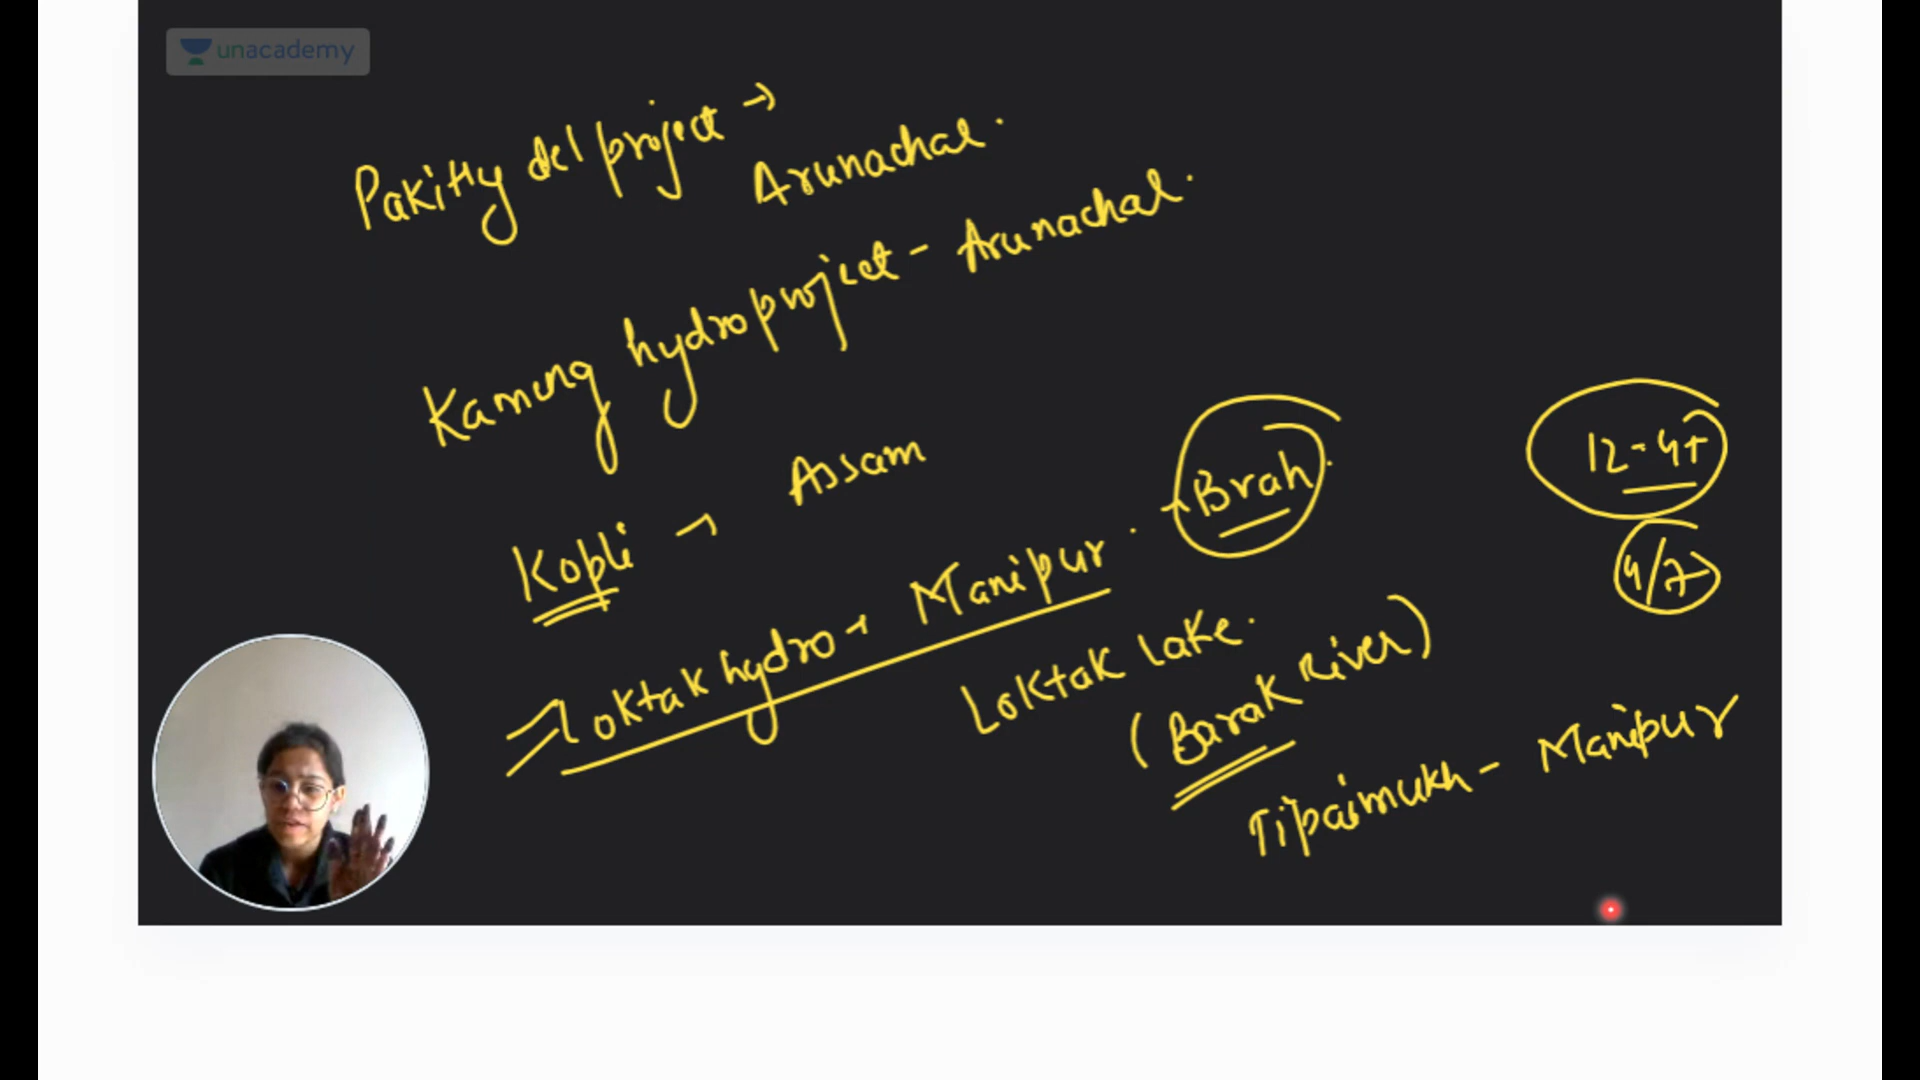 unacademy
Pakitty del project →
Arunachal.
Kameng hydroproject - Arunachal.
Kopli → Assam
Brah
12-4T
4/7
Loktak hydro → Manipur.
Loktak lake.
(Barak River)
Tipaimukh - Manipur